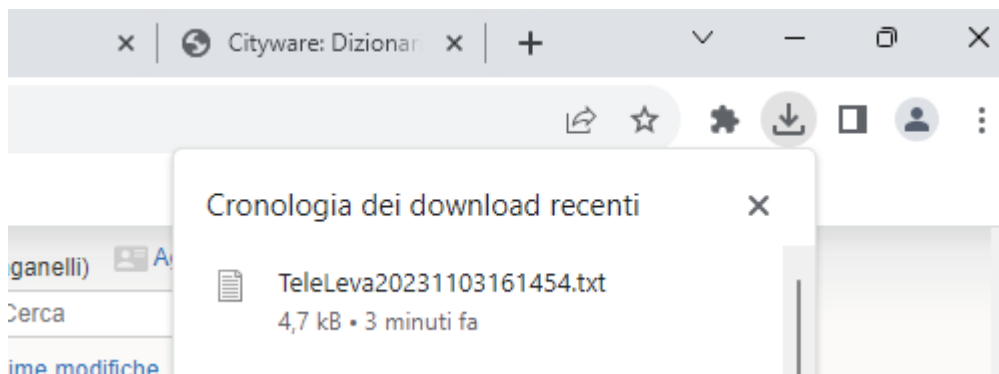 Cityware: Dizionar
Cronologia dei download recenti
ganelli)
TeleLeva20231103161454.txt
Cerca
4,7 kB • 3 minuti fa
ime modifiche